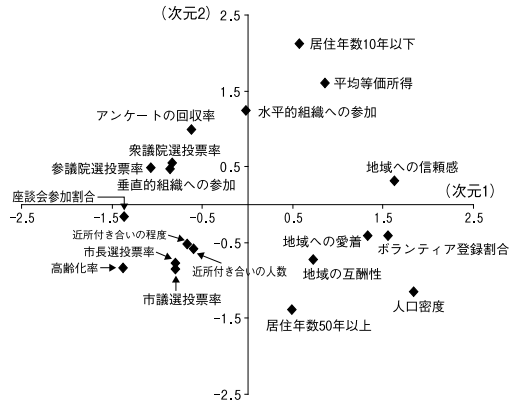 （次元2）
2.5
居住年数10年以下
平均等価所得
1.5
水平的組織への参加
アンケートの回収率
衆議院選投票率
参議院選投票率
0.5
地域への信頼感
垂直的組織への参加
座談会参加割合
（次元1）
-2.5
-1.5
-0.5
0.5
1.5
2.5
近所付き合いの程度
-0.5
地域への愛着
ボランティア登録割合
市長選投票率
近所付き合いの人数
地域の互酬性
高齢化率
市議選投票率
人口密度
-1.5
居住年数50年以上
-2.5